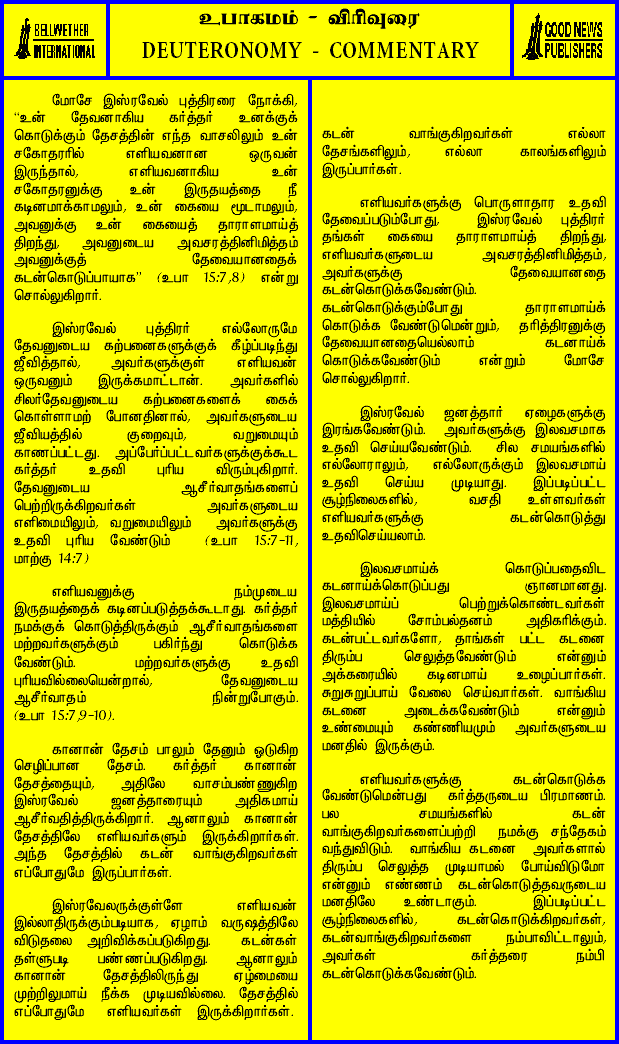 BELLWETHER
INTERNATIONAL
உபாகமம் - விரிவுரை
DEUTERONOMY - COMMENTARY
GOOD NEWS
PUBLISHERS
மோசே இஸ்ரவேல் புத்திரரை நோக்கி,
“உன் தேவனாகிய கர்த்தர் உனக்குக்
கொடுக்கும் தேசத்தின் எந்த வாசலிலும் உன்
சகோதரரில் எளியவனான ஒருவன்
இருந்தால், எளியவனாகிய உன்
சகோதரனுக்கு உன் இருதயத்தை நீ
கடினமாக்காமலும், உன் கையை மூடாமலும்,
அவனுக்கு உன் கையைத் தாராளமாய்த்
திறந்து, அவனுடைய அவசரத்தினிமித்தம்
அவனுக்குத் தேவையானதைக்
கடன்கொடுப்பாயாக” (உபா 15:7,8) என்று
சொல்லுகிறார்.
இஸ்ரவேல் புத்திரர் எல்லோருமே
தேவனுடைய கற்பனைகளுக்குக் கீழ்ப்படிந்து
ஜீவித்தால், அவர்களுக்குள் எளியவன்
ஒருவனும் இருக்கமாட்டான். அவர்களில்
சிலர்தேவனுடைய கற்பனைகளைக் கைக்
கொள்ளாமற் போனதினால், அவர்களுடைய
ஜீவியத்தில் குறைவும், வறுமையும்
காணப்பட்டது. அப்பேர்ப்பட்டவர்களுக்குக்கூட
கர்த்தர் உதவி புரிய விரும்புகிறார்.
தேவனுடைய ஆசீர்வாதங்களைப்
பெற்றிருக்கிறவர்கள் அவர்களுடைய
எளிமையிலும், வறுமையிலும் அவர்களுக்கு
உதவி புரிய வேண்டும் (உபா 15:7-11,
மாற்கு 14:7)
எளியவனுக்கு நம்முடைய
இருதயத்தைக் கடினப்படுத்தக்கூடாது. கர்த்தர்
நமக்குக் கொடுத்திருக்கும் ஆசீர்வாதங்களை
மற்றவர்களுக்கும் பகிர்ந்து கொடுக்க
வேண்டும். மற்றவர்களுக்கு உதவி
புரியவில்லையென்றால், தேவனுடைய
ஆசீர்வாதம் நின்றுபோகும்.
(உபா 15:7,9-10).
கானான் தேசம் பாலும் தேனும் ஓடுகிற
செழிப்பான தேசம். கர்த்தர் கானான்
தேசத்தையும், அதிலே வாசம்பண்ணுகிற
இஸ்ரவேல் ஜனத்தாரையும் அதிகமாய்
ஆசீர்வதித்திருக்கிறார். ஆனாலும் கானான்
தேசத்திலே எளியவர்களும் இருக்கிறார்கள்.
அந்த தேசத்தில் கடன் வாங்குகிறவர்கள்
எப்போதுமே இருப்பார்கள்.
இஸ்ரவேலருக்குள்ளே எளியவன்
இல்லாதிருக்கும்படியாக, ஏழாம் வருஷத்திலே
விடுதலை அறிவிக்கப்படுகிறது. கடன்கள்
தள்ளுபடி பண்ணப்படுகிறது. ஆனாலும்
கானான் தேசத்திலிருந்து ஏழ்மையை
முற்றிலுமாய் நீக்க முடியவில்லை. தேசத்தில்
எப்போதுமே எளியவர்கள் இருக்கிறார்கள்.
கடன் வாங்குகிறவர்கள் எல்லா
தேசங்களிலும், எல்லா காலங்களிலும்
இருப்பார்கள்.
எளியவர்களுக்கு பொருளாதார உதவி
தேவைப்படும்போது, இஸ்ரவேல் புத்திரர்
தங்கள் கையை தாராளமாய்த் திறந்து,
எளியவர்களுடைய அவசரத்தினிமித்தம்,
அவர்களுக்கு தேவையானதை
கடன்கொடுக்கவேண்டும்.
கடன்கொடுக்கும்போது தாராளமாய்க்
கொடுக்க வேண்டுமென்றும், தரித்திரனுக்கு
தேவையானதையெல்லாம் கடனாய்க்
கொடுக்கவேண்டும் என்றும் மோசே
சொல்லுகிறார்.
இஸ்ரவேல் ஜனத்தார் ஏழைகளுக்கு
இரங்கவேண்டும். அவர்களுக்கு இலவசமாக
உதவி செய்யவேண்டும். சில சமயங்களில்
எல்லோராலும், எல்லோருக்கும் இலவசமாய்
உதவி செய்ய முடியாது. இப்படிப்பட்ட
சூழ்நிலைகளில், வசதி உள்ளவர்கள்
எளியவர்களுக்கு கடன்கொடுத்து
உதவிசெய்யலாம்.
இலவசமாய்க் கொடுப்பதைவிட
கடனாய்க்கொடுப்பது ஞானமானது.
இலவசமாய்ப் பெற்றுக்கொண்டவர்கள்
மத்தியில் சோம்பல்தனம் அதிகரிக்கும்.
கடன்பட்டவர்களோ, தாங்கள் பட்ட கடனை
திரும்ப செலுத்தவேண்டும் என்னும்
அக்கரையில் கடினமாய் உழைப்பார்கள்.
சுறுசுறுப்பாய் வேலை செய்வார்கள். வாங்கிய
கடனை அடைக்கவேண்டும் என்னும்
உண்மையும் கண்ணியமும் அவர்களுடைய
மனதில் இருக்கும்.
எளியவர்களுக்கு கடன்கொடுக்க
வேண்டுமென்பது கர்த்தருடைய பிரமாணம்.
பல சமயங்களில் கடன்
வாங்குகிறவர்களைப்பற்றி நமக்கு சந்தேகம்
வந்துவிடும். வாங்கிய கடனை அவர்களால்
திரும்ப செலுத்த முடியாமல் போய்விடுமோ
என்னும் எண்ணம் கடன்கொடுத்தவருடைய
மனதிலே உண்டாகும். இப்படிப்பட்ட
சூழ்நிலைகளில், கடன்கொடுக்கிறவர்கள்,
கடன்வாங்குகிறவர்களை நம்பாவிட்டாலும்,
அவர்கள் கர்த்தரை நம்பி
கடன்கொடுக்கவேண்டும்.